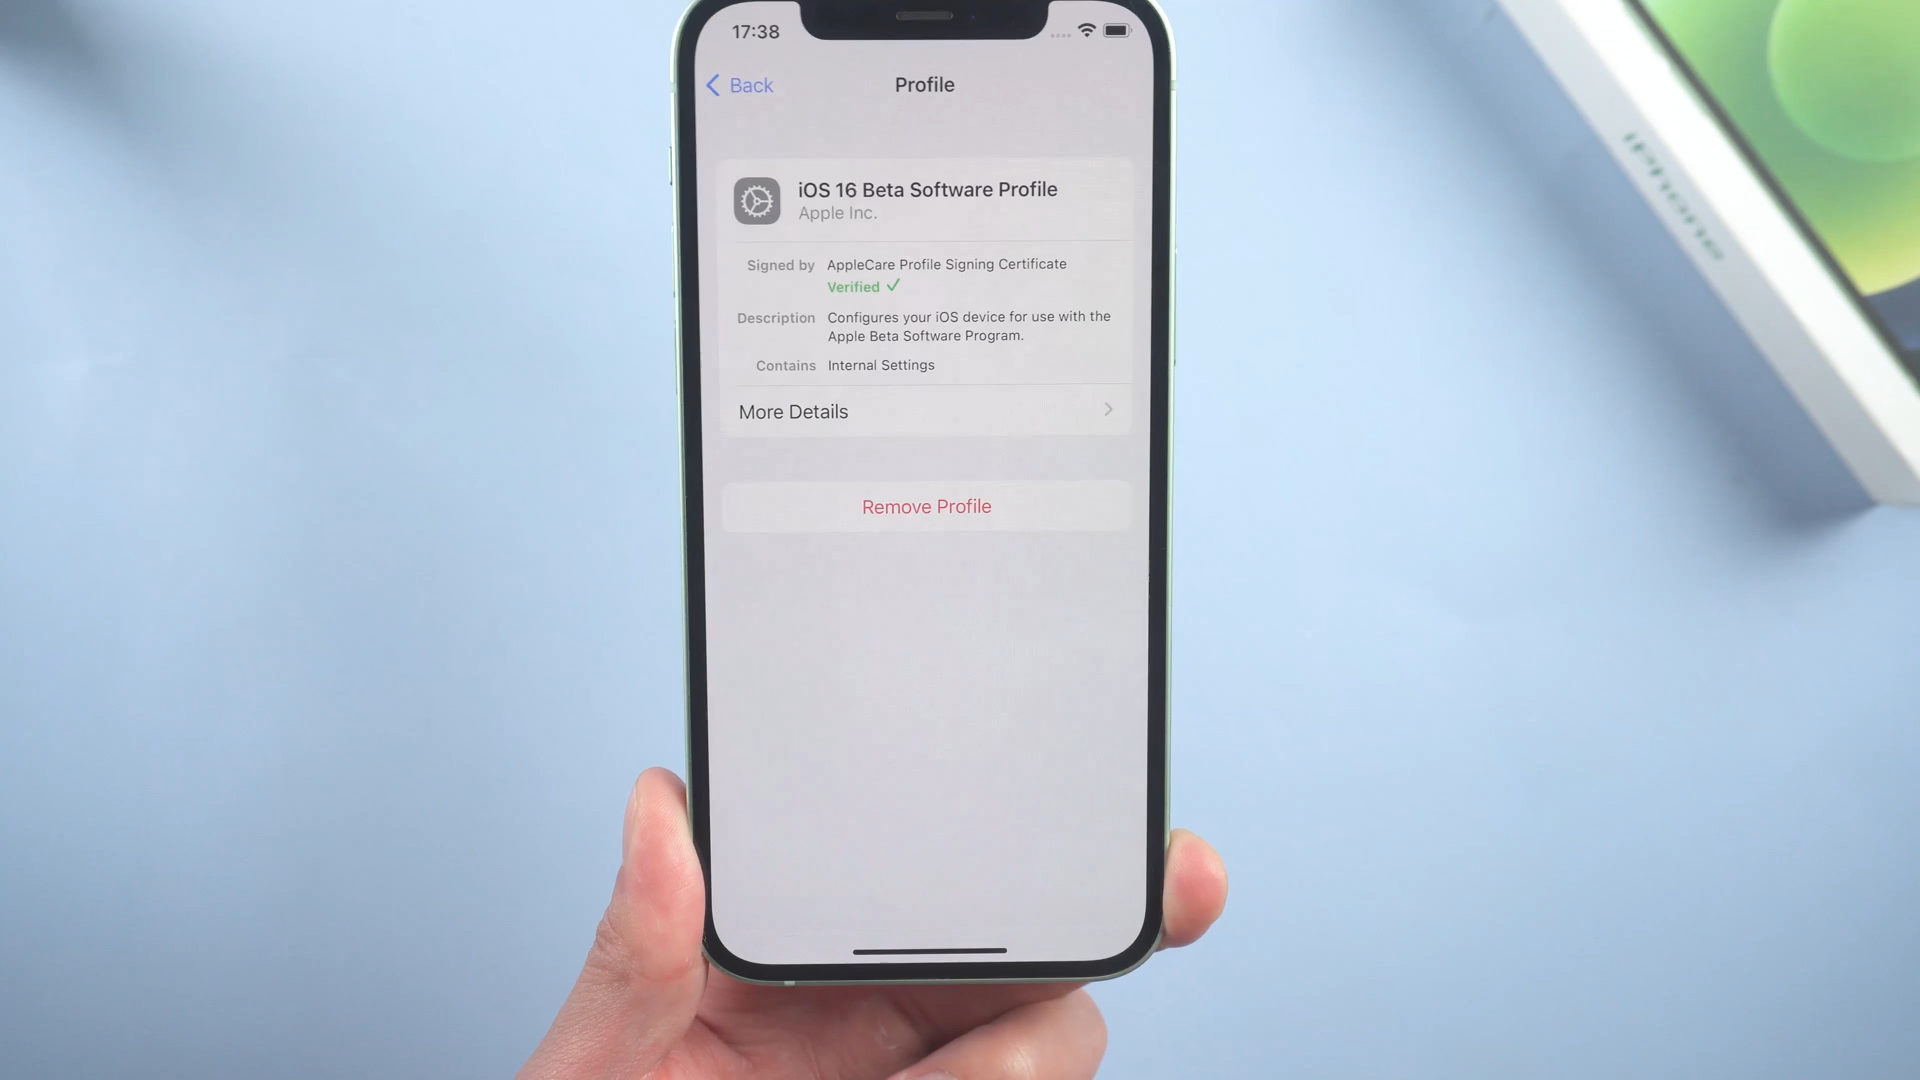 17:38
Back
Profile
iOS 16 Beta Software Profile
Apple Inc.
Signed by AppleCare Profile Signing Certificate
Verified ✓
Description Configures your iOS device for use with the
Apple Beta Software Program.
Contains Internal Settings
More Details
Remove Profile
iPhone